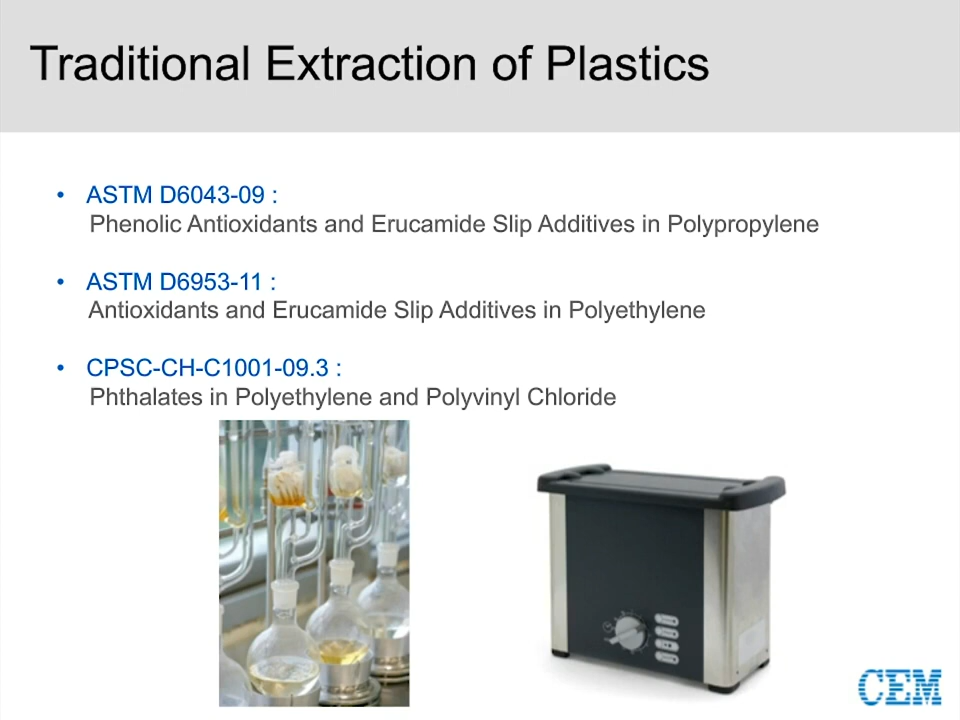 Traditional Extraction of Plastics
• ASTM D6043-09 :
Phenolic Antioxidants and Erucamide Slip Additives in Polypropylene
• ASTM D6953-11 :
Antioxidants and Erucamide Slip Additives in Polyethylene
• CPSC-CH-C1001-09.3 :
Phthalates in Polyethylene and Polyvinyl Chloride
CEM